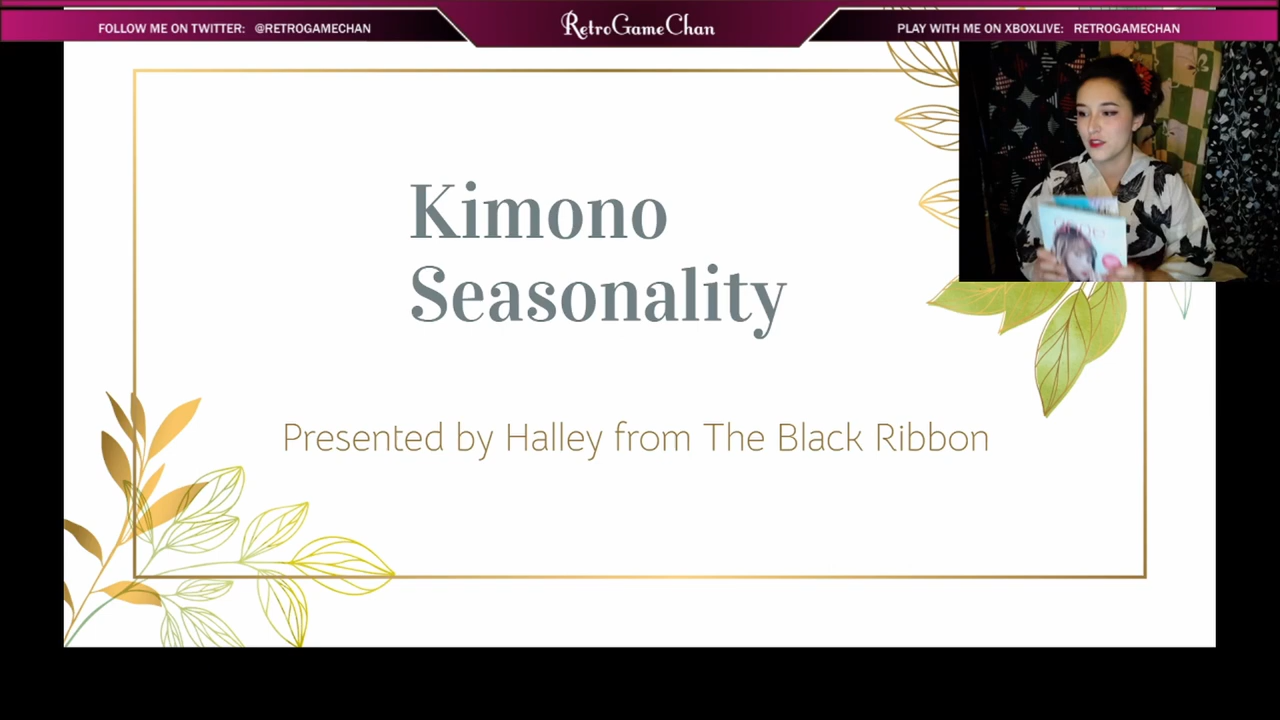 FOLLOW ME ON TWITTER: @RETROGAMECHAN
RetroGameChan
PLAY WITH ME ON XBOXLIVE: RETROGAMECHAN
Kimono
Seasonality
Presented by Halley from The Black Ribbon